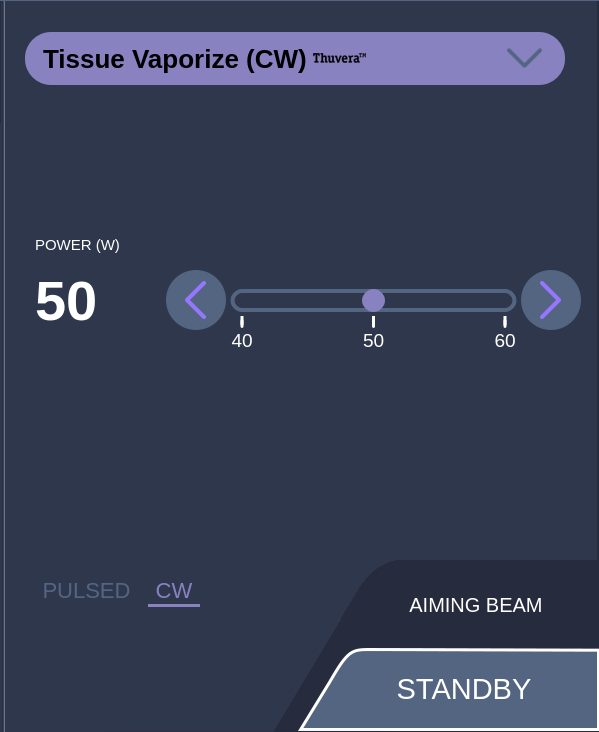 Tissue Vaporize (CW) Thuvera™
POWER (W)
50
40 50 60
PULSED CW
AIMING BEAM
STANDBY